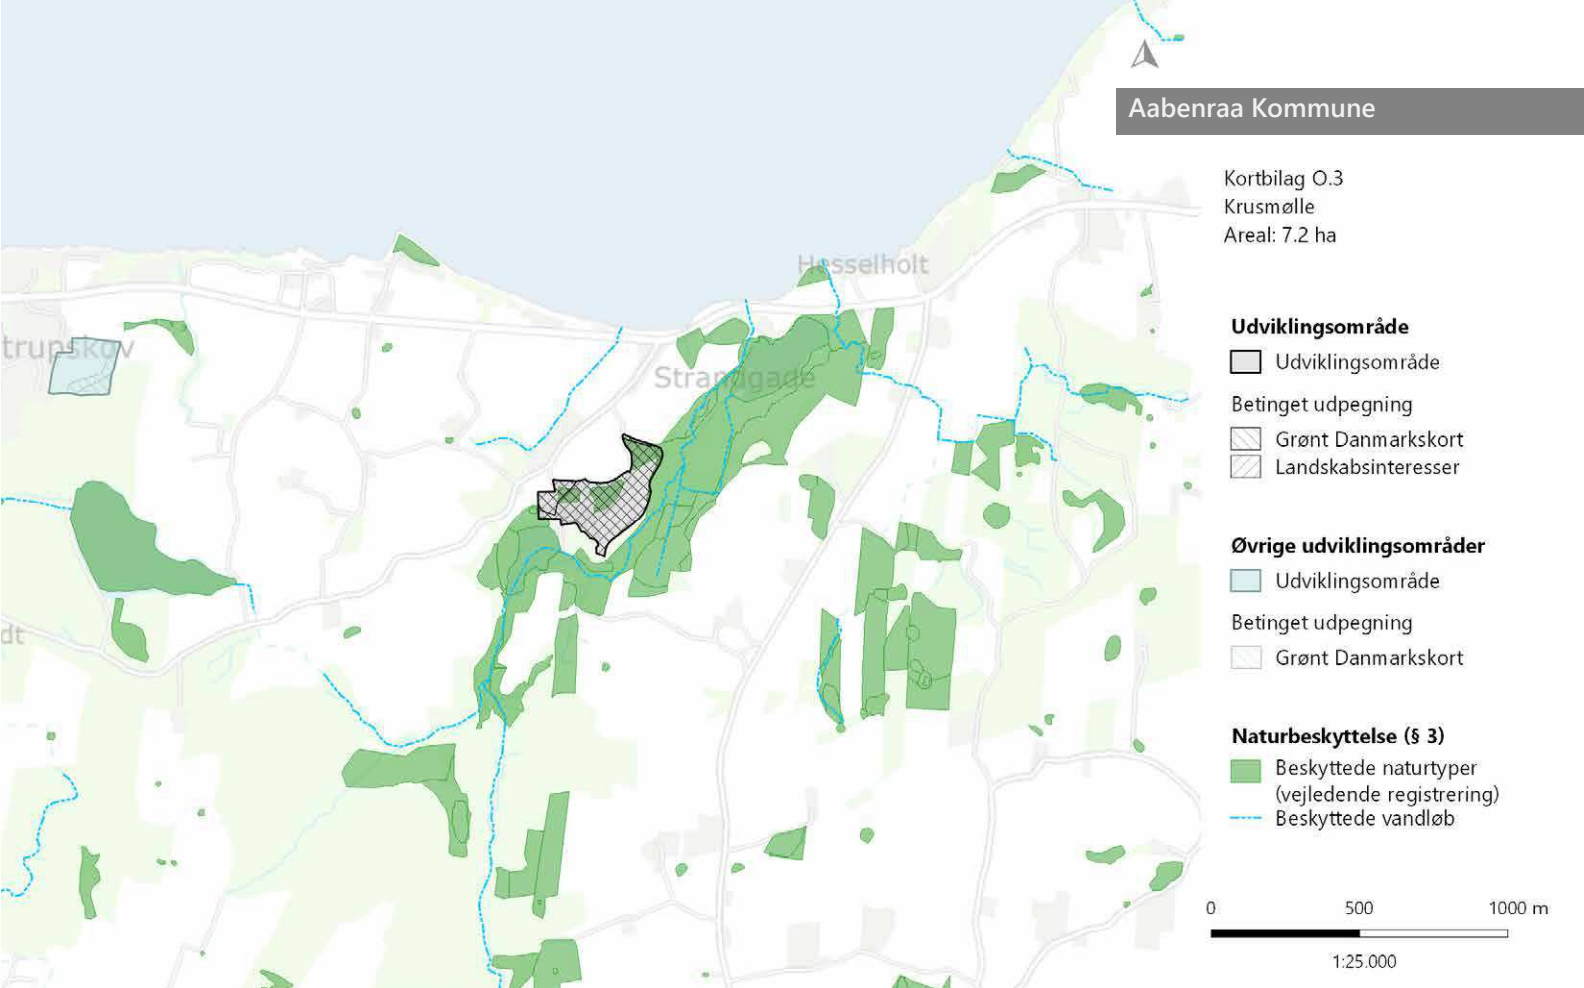 Aabenraa Kommune
Kortbilag O.3
Krusmølle
Areal: 7.2 ha
Hesselholt
trupskov
Strandgade
dt
Udviklingsområde
Udviklingsområde
Betinget udpegning
Grønt Danmarkskort
Landskabsinteresser
Øvrige udviklingsområder
Udviklingsområde
Betinget udpegning
Grønt Danmarkskort
Naturbeskyttelse (§ 3)
Beskyttede naturtyper
(vejledende registrering)
Beskyttede vandløb
0 500 1000 m
1:25.000